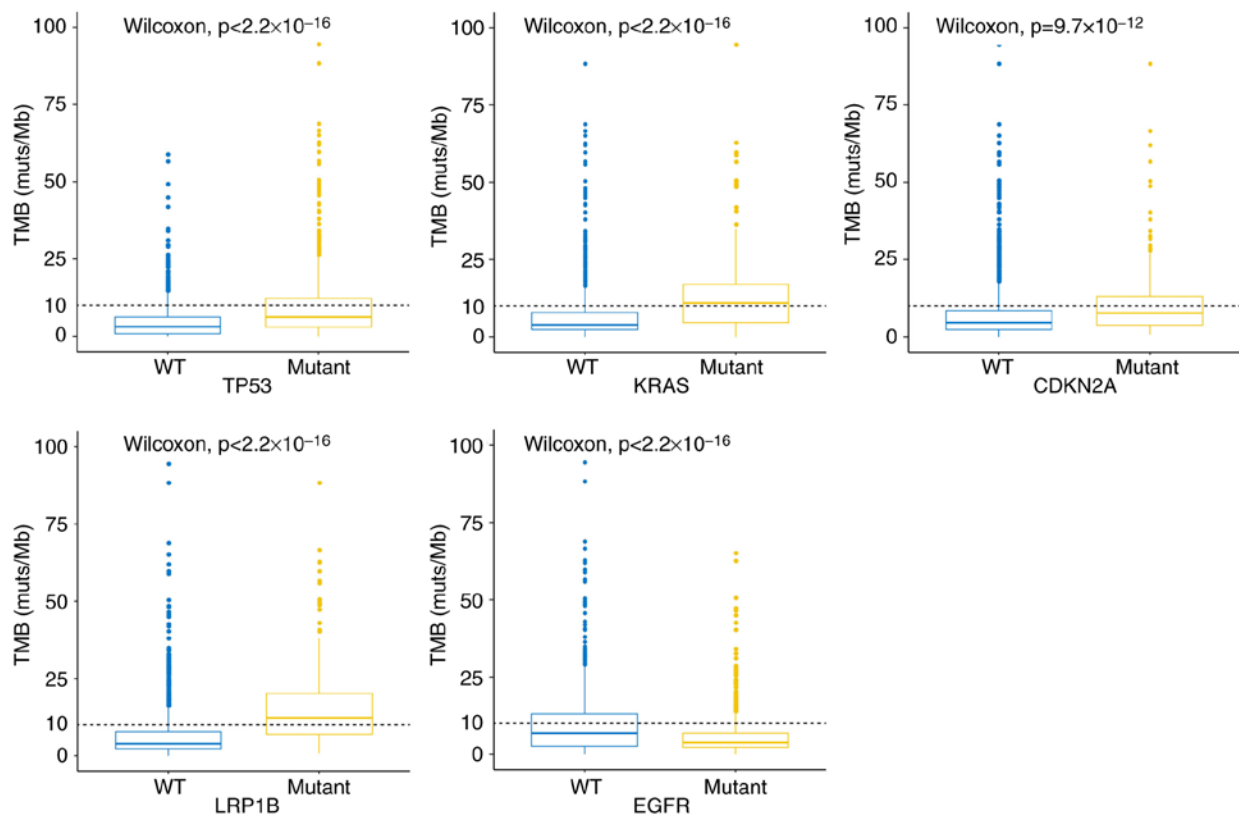 Wilcoxon, p<2.2×10⁻¹⁶
TMB (muts/Mb)
100
75
50
25
10
0
WT Mutant
TP53
Wilcoxon, p<2.2×10⁻¹⁶
TMB (muts/Mb)
100
75
50
25
10
0
WT Mutant
KRAS
Wilcoxon, p=9.7×10⁻¹²
TMB (muts/Mb)
100
75
50
25
10
0
WT Mutant
CDKN2A
Wilcoxon, p<2.2×10⁻¹⁶
TMB (muts/Mb)
100
75
50
25
10
0
WT Mutant
LRP1B
Wilcoxon, p<2.2×10⁻¹⁶
TMB (muts/Mb)
100
75
50
25
10
0
WT Mutant
EGFR